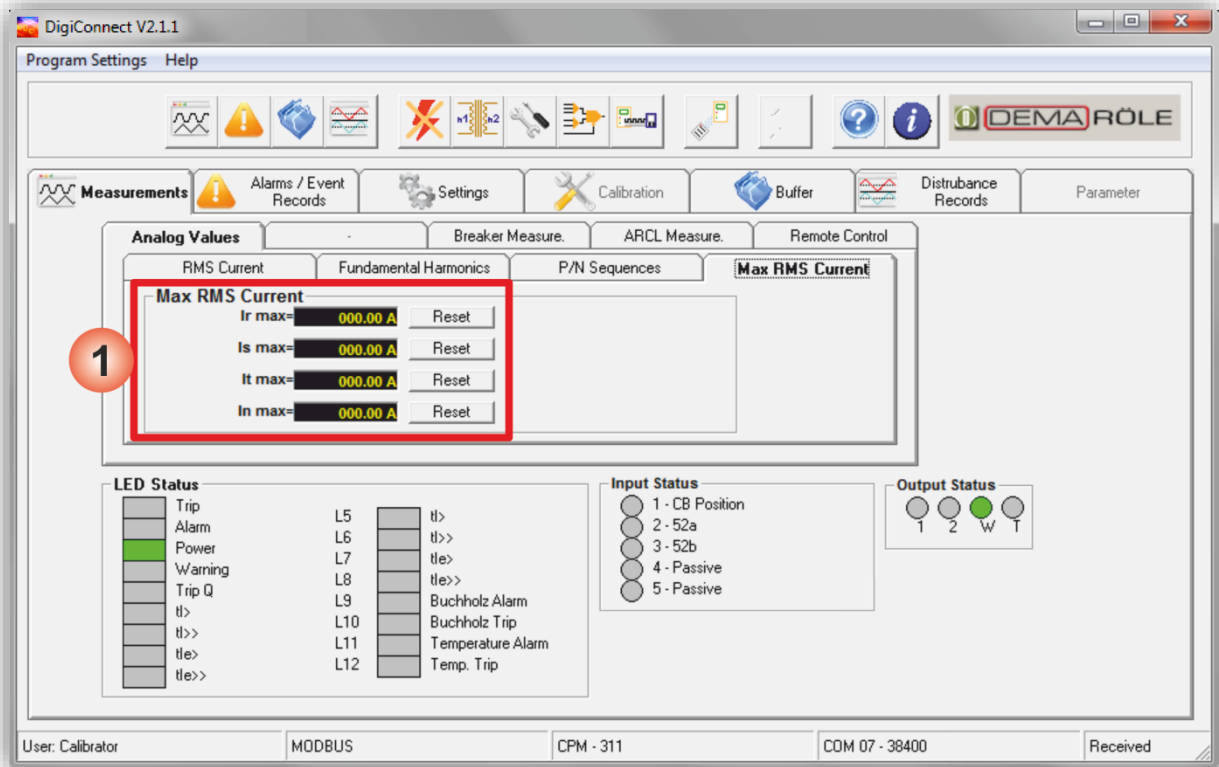 DigiConnect V2.1.1
Program Settings Help
h1 h2
DEMA RÖLE
Measurements
Alarms / Event
Records
Settings
Calibration
Buffer
Distrubance
Records
Parameter
Analog Values - Breaker Measure. ARCL Measure. Remote Control
RMS Current Fundamental Harmonics P/N Sequences Max RMS Current
Max RMS Current
Ir max= 000.00 A Reset
Is max= 000.00 A Reset
It max= 000.00 A Reset
In max= 000.00 A Reset
1
LED Status
Trip
Alarm
Power
Warning
Trip Q
tI>
tI>>
tIe>
tIe>>
L5 tI>
L6 tI>>
L7 tIe>
L8 tIe>>
L9 Buchholz Alarm
L10 Buchholz Trip
L11 Temperature Alarm
L12 Temp. Trip
Input Status
1 - CB Position
2 - 52a
3 - 52b
4 - Passive
5 - Passive
Output Status
1 2 W T
User: Calibrator MODBUS CPM - 311 COM 07 - 38400 Received